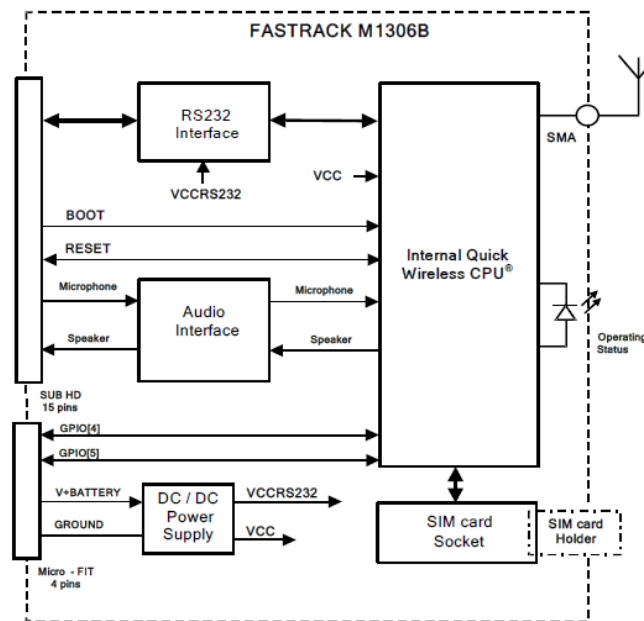 FASTRACK M1306B
RS232
Interface
SMA
VCC
VCCRS232
BOOT
RESET
Internal Quick
Wireless CPU®
Microphone
Microphone
Audio
Interface
Speaker
Speaker
Operating
Status
SUB HD
15 pins
GPIO[4]
GPIO[5]
V+BATTERY
DC / DC
Power
Supply
VCCRS232
GROUND
VCC
SIM card
Socket
SIM card
Holder
Micro - FIT
4 pins